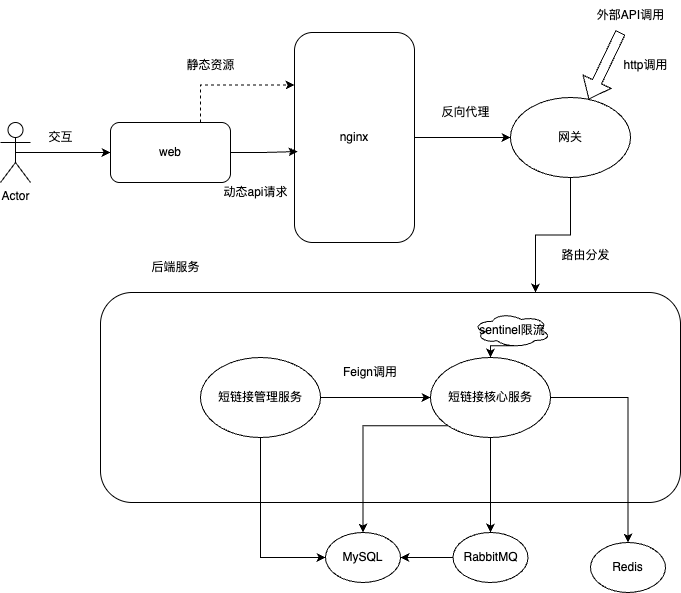 外部API调用
静态资源
http调用
交互
web
nginx
反向代理
网关
Actor
动态api请求
后端服务
路由分发
sentinel限流
Feign调用
短链接管理服务
短链接核心服务
MySQL
RabbitMQ
Redis